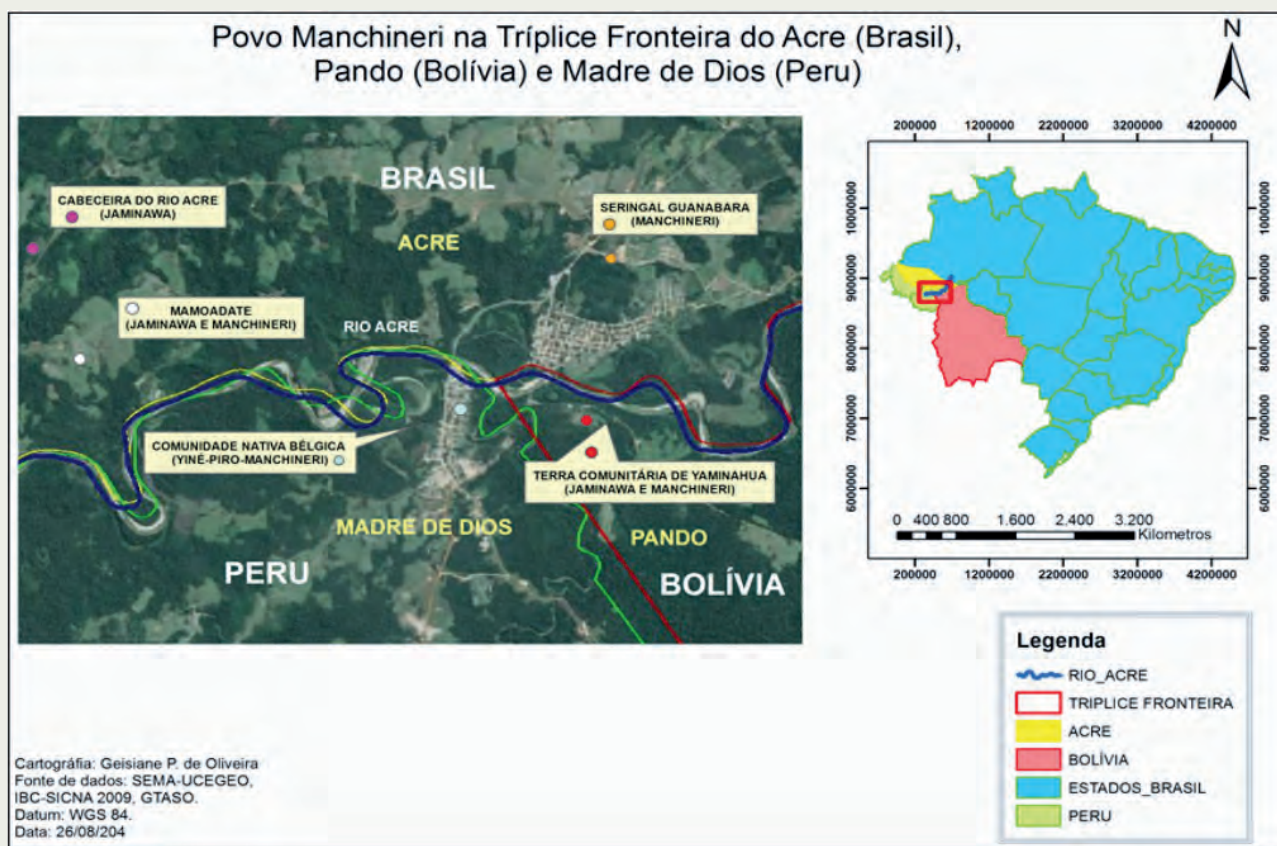 Povo Manchineri na Tríplice Fronteira do Acre (Brasil),
Pando (Bolívia) e Madre de Dios (Peru)
N
BRASIL
CABECEIRA DO RIO ACRE
(JAMINAWA)
SERINGAL GUANABARA
(MANCHINERI)
ACRE
MAMOADATE
(JAMINAWA E MANCHINERI)
RIO ACRE
COMUNIDADE NATIVA BÉLGICA
(YINÉ-PIRO-MANCHINERI)
TERRA COMUNITÁRIA DE YAMINAHUA
(JAMINAWA E MANCHINERI)
MADRE DE DIOS
PANDO
PERU
BOLÍVIA
200000 1200000 2200000 3200000 4200000
10000000
9000000
8000000
7000000
6000000
10000000
9000000
8000000
7000000
6000000
0 400 800 1.600 2.400 3.200
Kilometros
200000 1200000 2200000 3200000 4200000
Legenda
RIO_ACRE
TRIPLICE FRONTEIRA
ACRE
BOLÍVIA
ESTADOS_BRASIL
PERU
Cartográfia: Geisiane P. de Oliveira
Fonte de dados: SEMA-UCEGEO,
IBC-SICNA 2009, GTASO.
Datum: WGS 84.
Data: 26/08/204